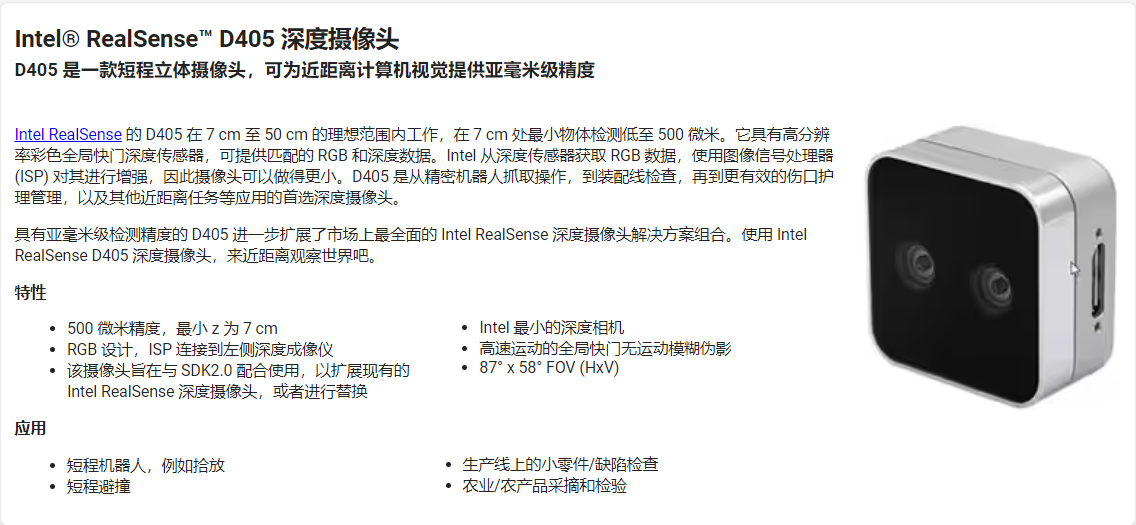 Intel® RealSense™ D405 深度摄像头
D405 是一款短程立体摄像头，可为近距离计算机视觉提供亚毫米级精度
Intel RealSense 的 D405 在 7 cm 至 50 cm 的理想范围内工作，在 7 cm 处最小物体检测低至 500 微米。它具有高分辨
率彩色全局快门深度传感器，可提供匹配的 RGB 和深度数据。Intel 从深度传感器获取 RGB 数据，使用图像信号处理器
(ISP) 对其进行增强，因此摄像头可以做得更小。D405 是从精密机器人抓取操作，到装配线检查，再到更有效的伤口护
理管理，以及其他近距离任务等应用的首选深度摄像头。
具有亚毫米级检测精度的 D405 进一步扩展了市场上最全面的 Intel RealSense 深度摄像头解决方案组合。使用 Intel
RealSense D405 深度摄像头，来近距离观察世界吧。
特性
• 500 微米精度，最小 z 为 7 cm
• RGB 设计，ISP 连接到左侧深度成像仪
• 该摄像头旨在与 SDK2.0 配合使用，以扩展现有的
Intel RealSense 深度摄像头，或者进行替换
• Intel 最小的深度相机
• 高速运动的全局快门无运动模糊伪影
• 87° x 58° FOV (HxV)
应用
• 短程机器人，例如拾放
• 短程避撞
• 生产线上的小零件/缺陷检查
• 农业/农产品采摘和检验